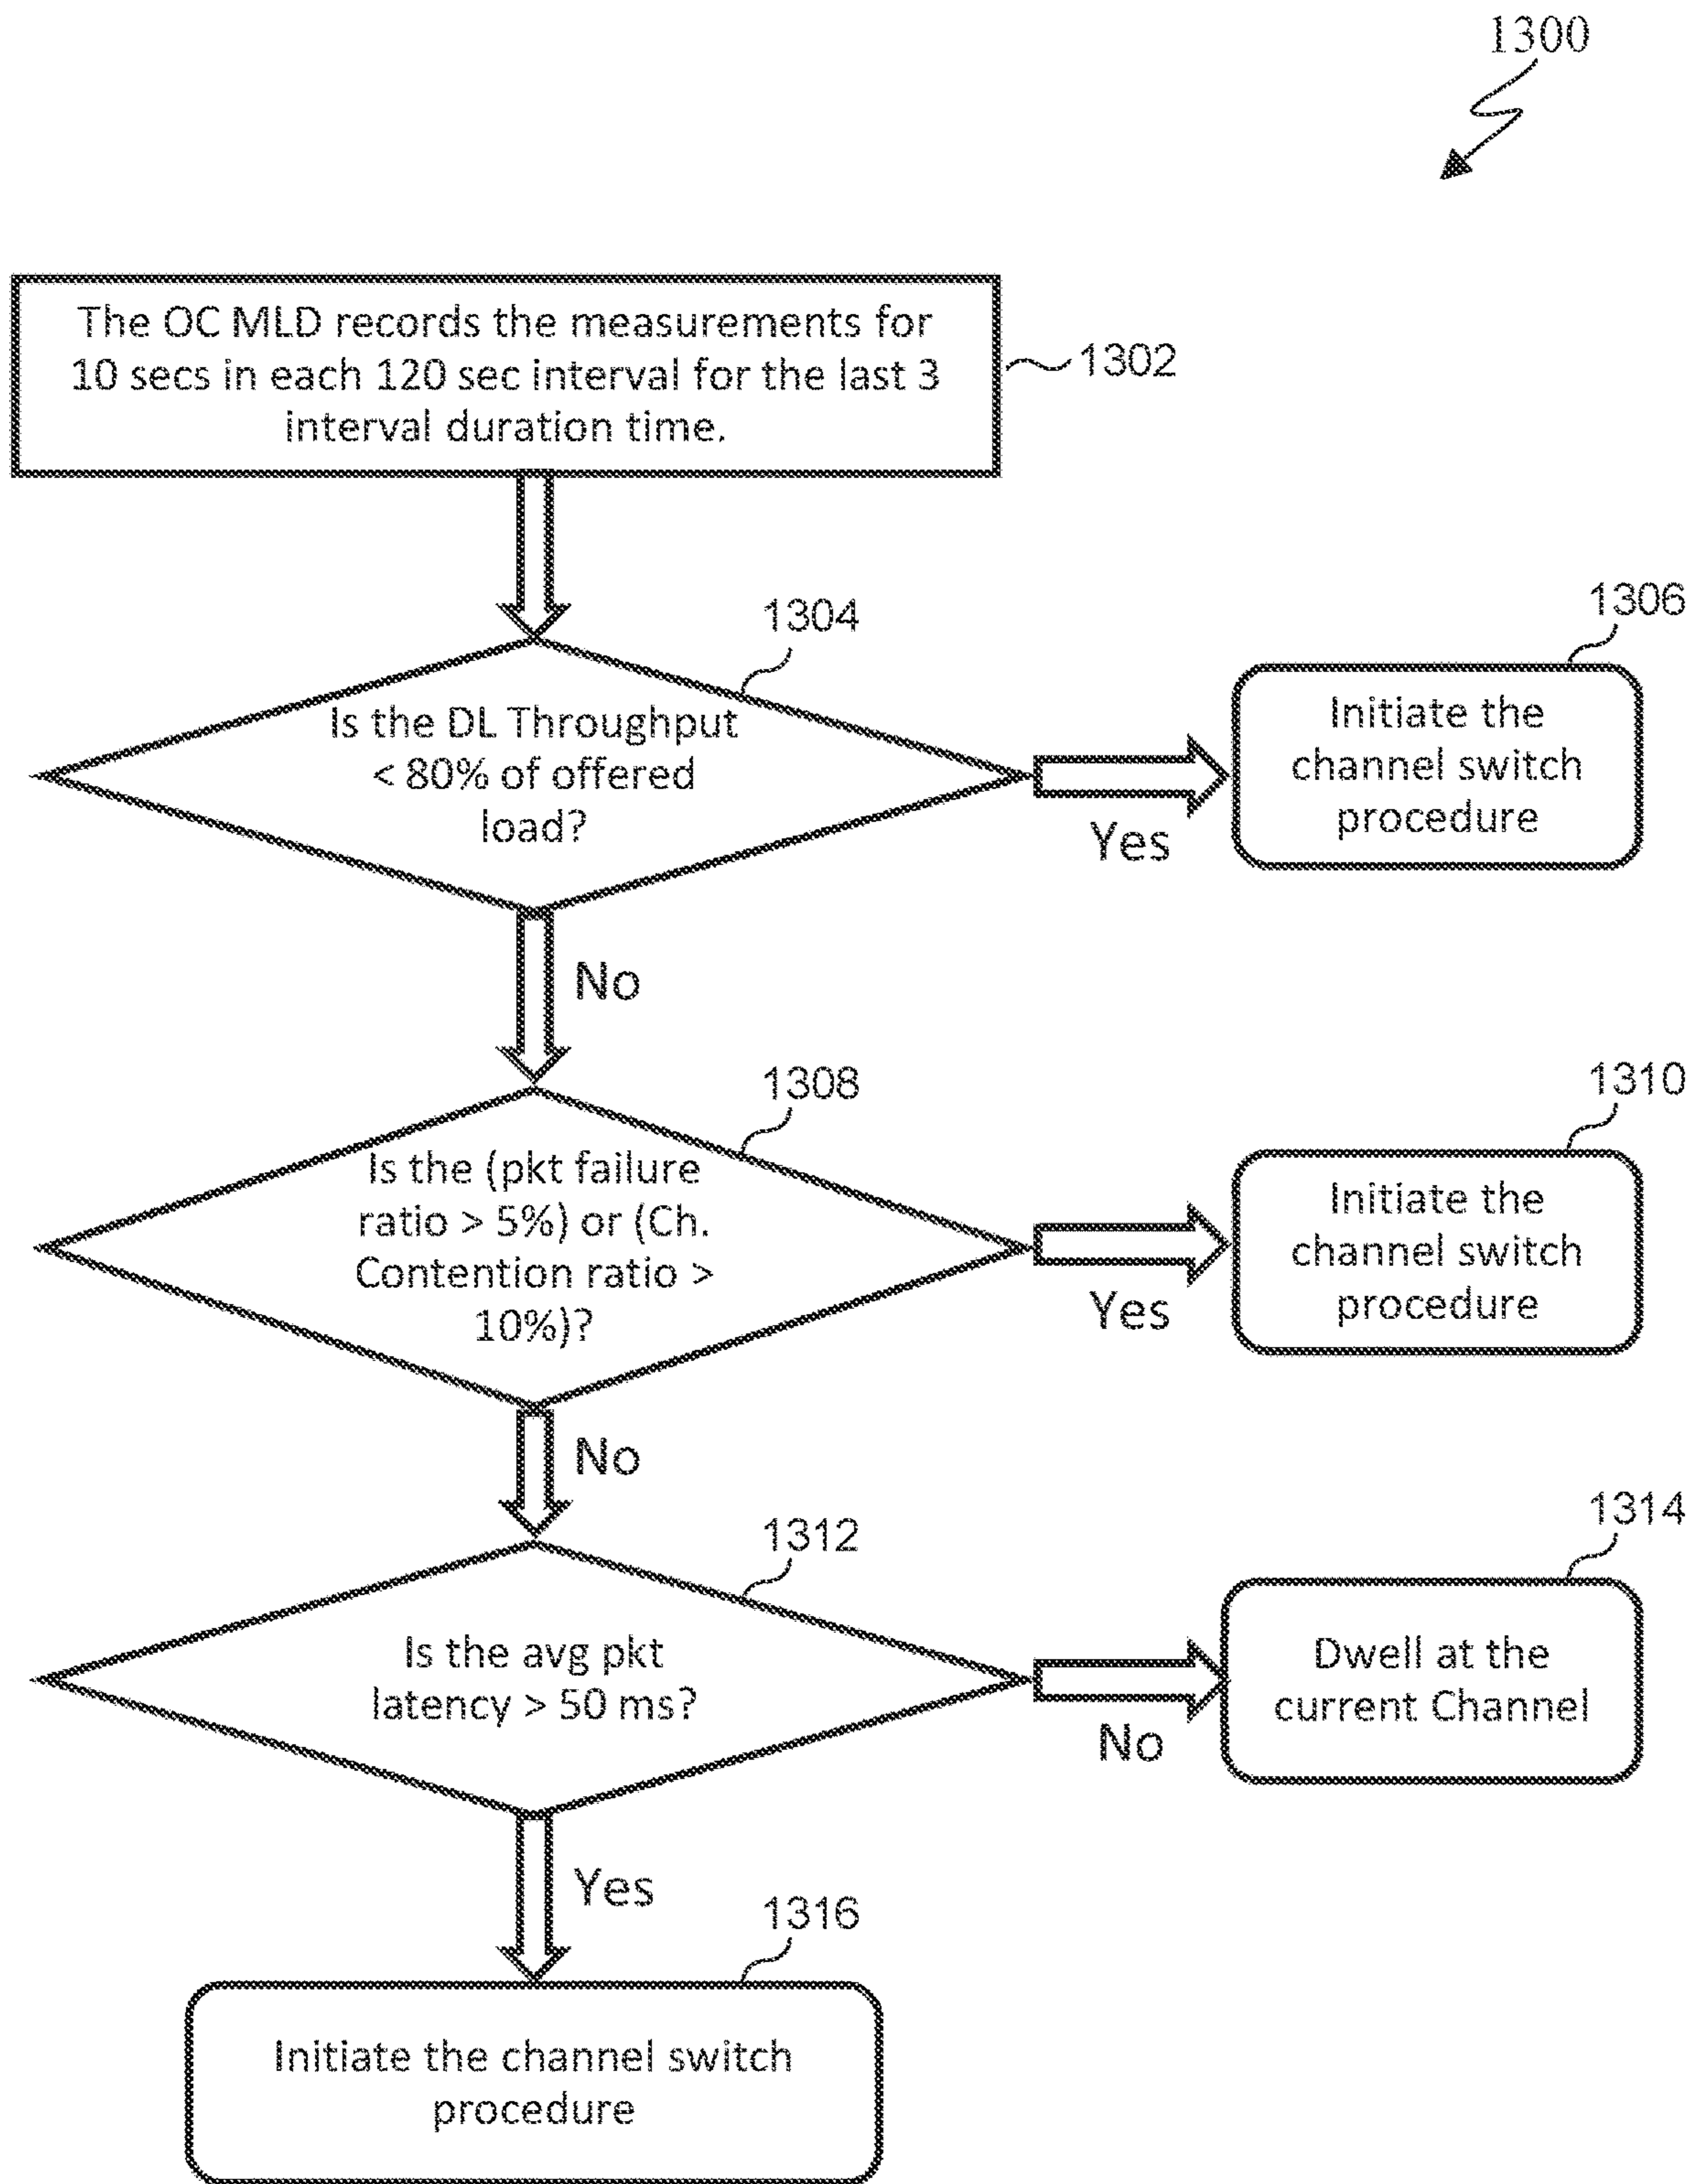 1300
The OC MLD records the measurements for
10 secs in each 120 sec interval for the last 3
interval duration time.
1302
1304
Is the DL Throughput
< 80% of offered
load?
Yes
1306
Initiate the
channel switch
procedure
No
1308
Is the (pkt failure
ratio > 5%) or (Ch.
Contention ratio >
10%)?
Yes
1310
Initiate the
channel switch
procedure
No
1312
Is the avg pkt
latency > 50 ms?
No
1314
Dwell at the
current Channel
Yes
1316
Initiate the channel switch
procedure